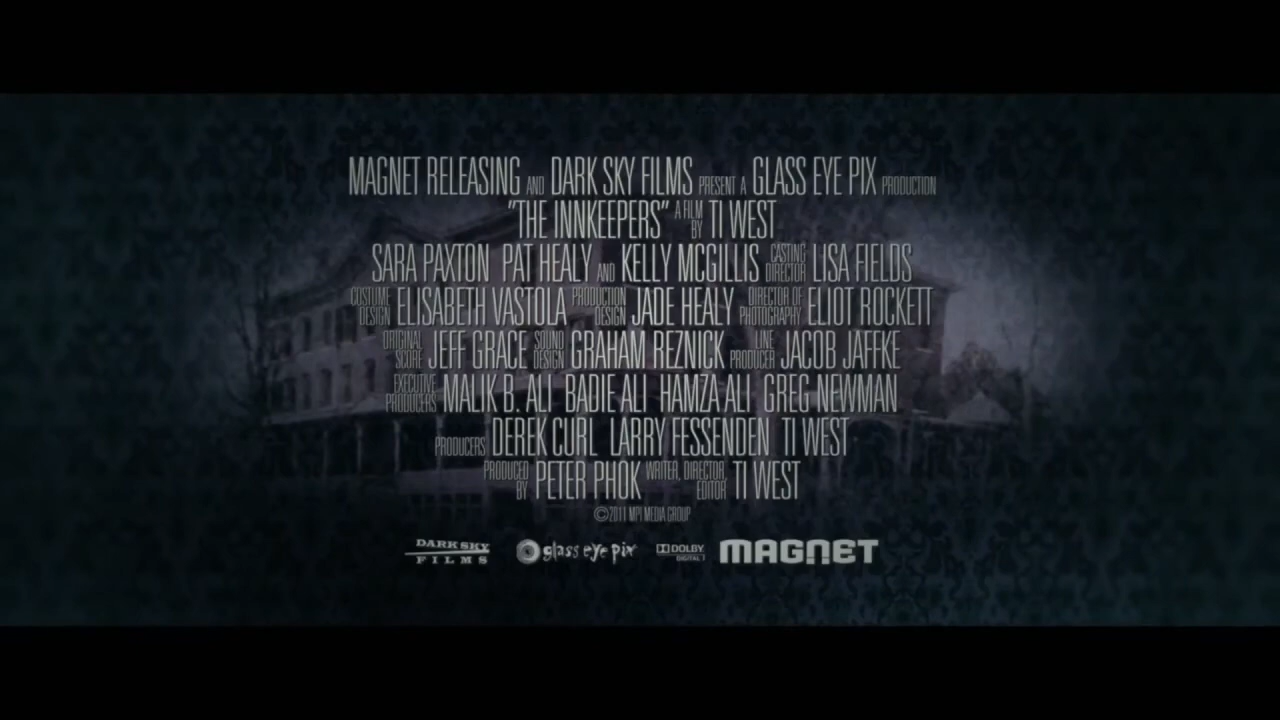 MAGNET RELEASING AND DARK SKY FILMS PRESENT A GLASS EYE PIX PRODUCTION
"THE INNKEEPERS" A FILM BY TI WEST
SARA PAXTON PAT HEALY AND KELLY MCGILLIS CASTING DIRECTOR LISA FIELDS
COSTUME DESIGN ELISABETH VASTOLA PRODUCTION DESIGN JADE HEALY DIRECTOR OF PHOTOGRAPHY ELIOT ROCKETT
ORIGINAL SCORE JEFF GRACE SOUND DESIGN GRAHAM REZNICK LINE PRODUCER JACOB JAFFKE
EXECUTIVE PRODUCERS MALIK B. ALI BADIE ALI HAMZA ALI GREG NEWMAN
PRODUCERS DEREK CURL LARRY FESSENDEN TI WEST
PRODUCED BY PETER PHOK WRITER, DIRECTOR, EDITOR TI WEST
©2011 MPI MEDIA GROUP
DARK SKY FILMS glass eye pix DOLBY DIGITAL MAGNET